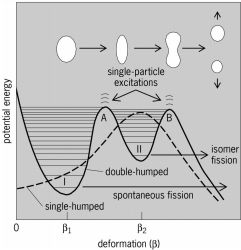 single-particle
excitations
potential energy
A
B
I
II
isomer
fission
double-humped
spontaneous fission
single-humped
0
β1
β2
deformation (β)